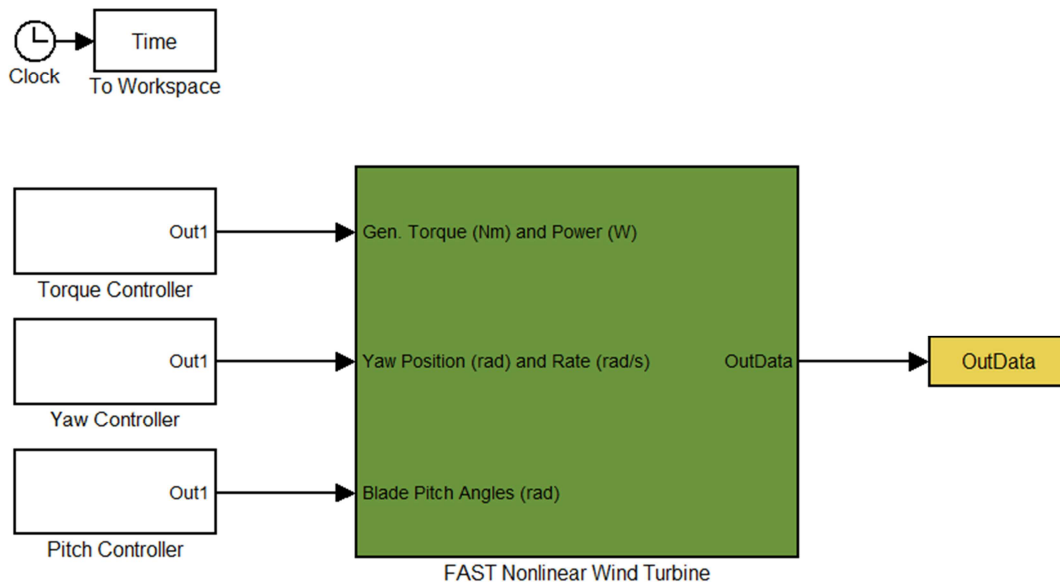 Time
Clock
To Workspace
Out1
Gen. Torque (Nm) and Power (W)
Torque Controller
Out1
Yaw Position (rad) and Rate (rad/s)
OutData
OutData
Yaw Controller
Out1
Blade Pitch Angles (rad)
Pitch Controller
FAST Nonlinear Wind Turbine